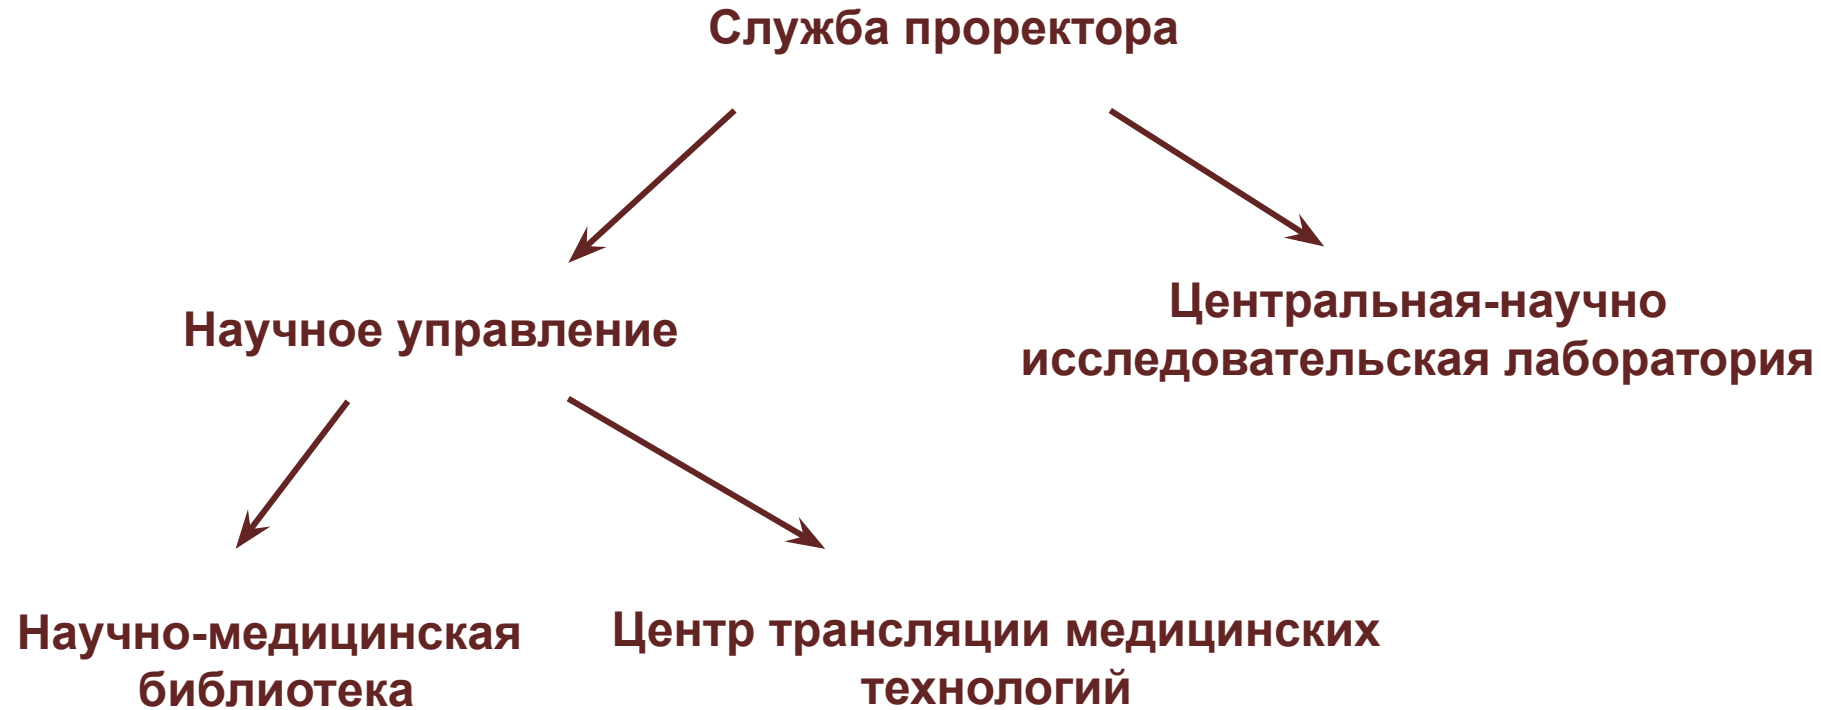 Служба проректора
Научное управление
Центральная-научно
исследовательская лаборатория
Научно-медицинская
библиотека
Центр трансляции медицинских
технологий